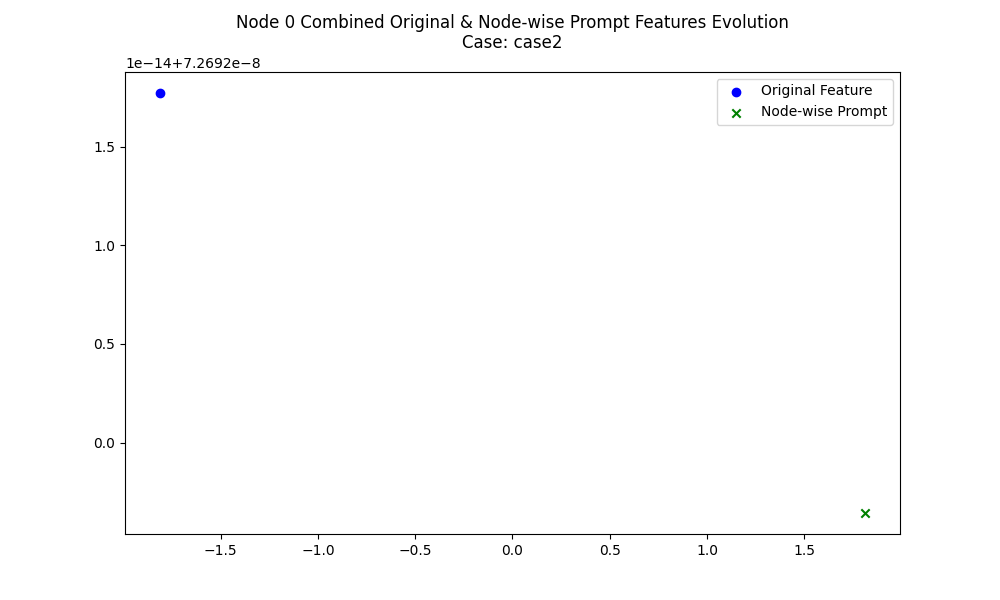 Node 0 Combined Original & Node-wise Prompt Features Evolution
Case: case2
1e−14+7.2692e−8
Original Feature
Node-wise Prompt
1.5
1.0
0.5
0.0
−1.5 −1.0 −0.5 0.0 0.5 1.0 1.5